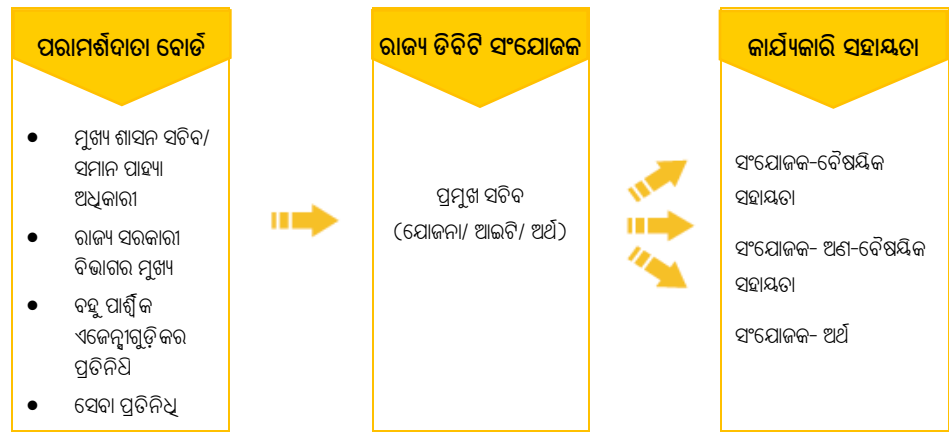 ପରାମର୍ଶଦାତା ବୋର୍ଡ
● ମୁଖ୍ୟ ଶାସନ ସଚିବ/
ସମାନ ପାହ୍ୟା
ଅଧିକାରୀ
● ରାଜ୍ୟ ସରକାରୀ
ବିଭାଗର ମୁଖ୍ୟ
● ବହୁ ପାର୍ଶ୍ୱିକ
ଏଜେନ୍ସୀଗୁଡ଼ିକର
ପ୍ରତିନିଧି
● ସେବା ପ୍ରତିନିଧି
ରାଜ୍ୟ ଡିବିଟି ସଂଯୋଜକ
ପ୍ରମୁଖ ସଚିବ
(ଯୋଜନା/ ଆଇଟି/ ଅର୍ଥ)
କାର୍ଯ୍ୟକାରି ସହାୟତା
ସଂଯୋଜକ-ବୈଷୟିକ
ସହାୟତା
ସଂଯୋଜକ- ଅଣ-ବୈଷୟିକ
ସହାୟତା
ସଂଯୋଜକ- ଅର୍ଥ